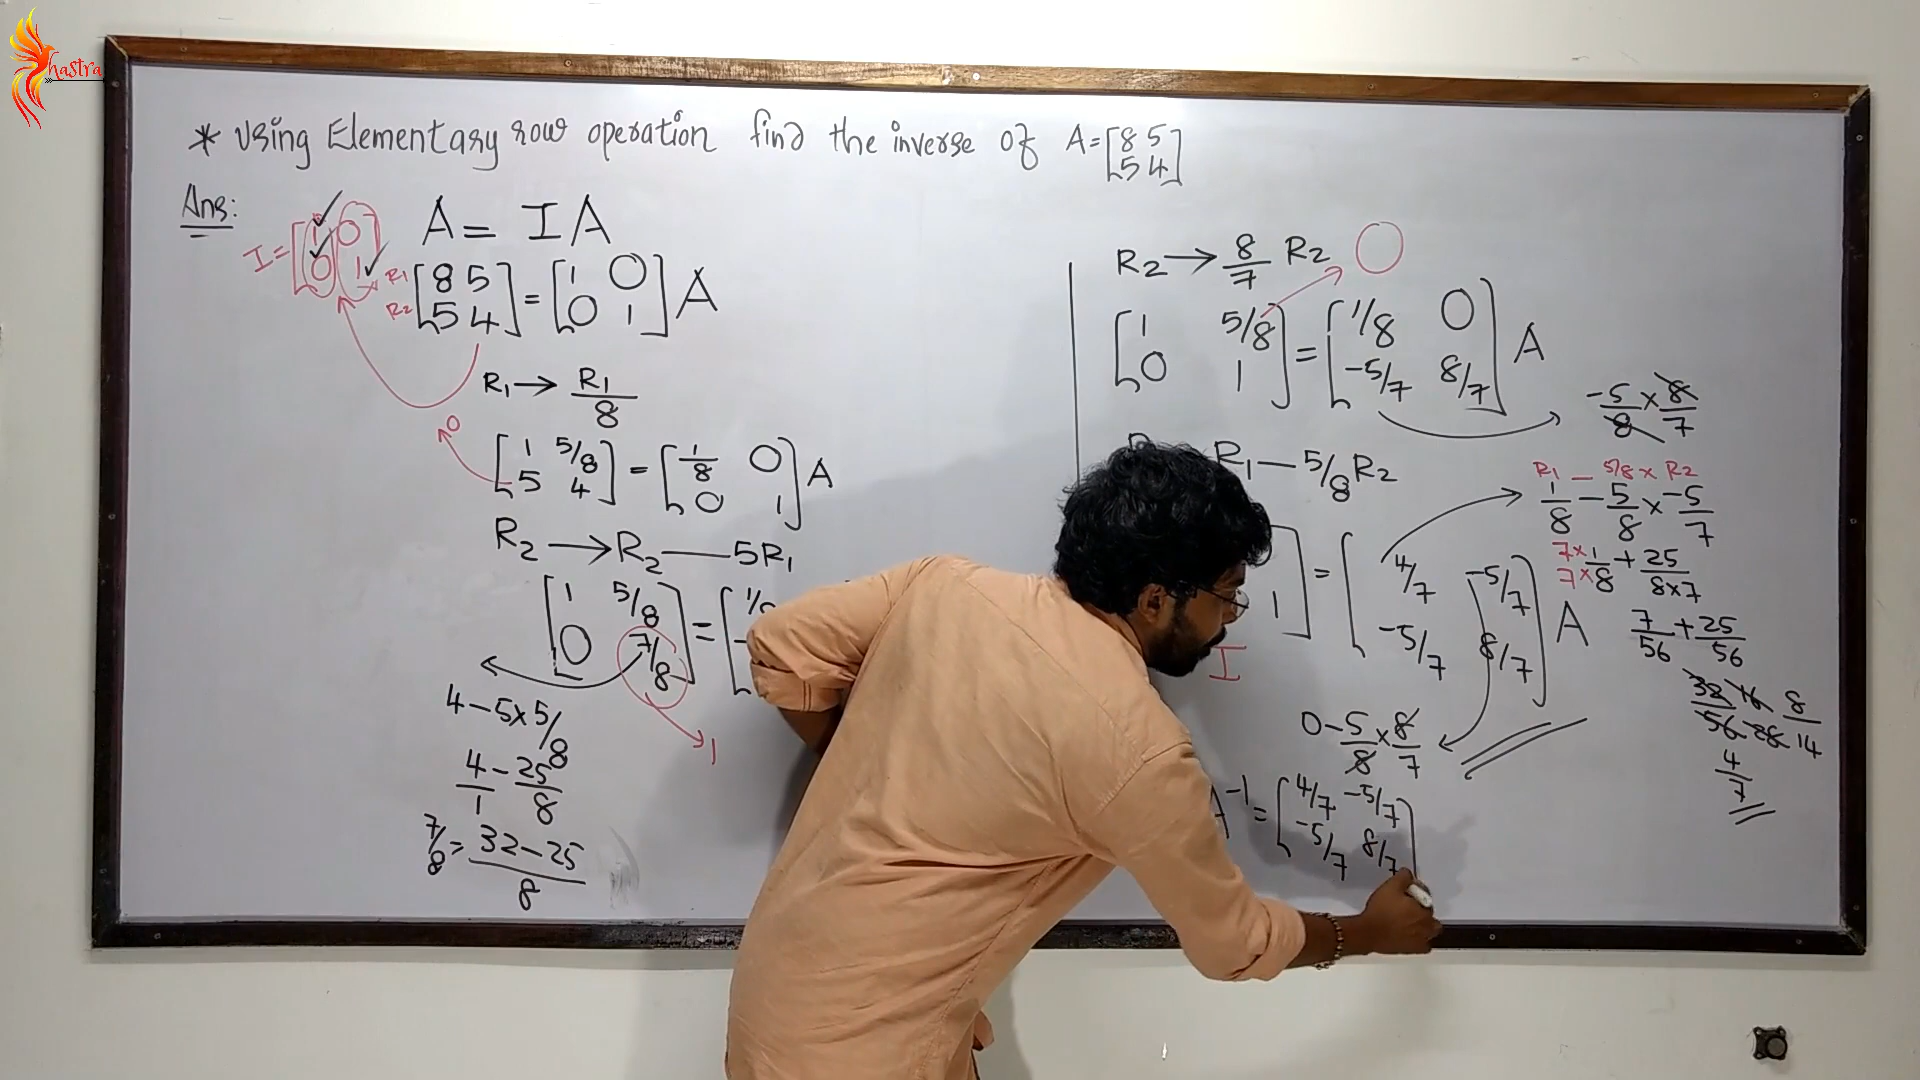 hastra
* Using Elementary row operation find the inverse of A=[8 5
5 4]
Ans:
I=[1 0
0 1]
A = I A
R1 [8 5
R2 5 4] = [1 0
0 1] A
R1 → R1/8
0
[1 5/8
5 4] = [1/8 0
0 1] A
R2 → R2 — 5R1
[1 5/8
0 7/8] = [1/8
4 - 5 × 5/8
1
4/1 - 25/8
7/8 = 32-25/8
R2 → 8/7 R2
[1 5/8
0 1] = [1/8 0
-5/7 8/7] A
-5/8 × 8/7
R1 — 5/8 R2
R1 — 5/8 × R2
1/8 - 5/8 × -5/7
7×/7× 1/8 + 25/8×7
7/56 + 25/56
8/14
4/7
1] = [4/7 -5/7
-5/7 8/7] A
I
0 - 5/8 × 8/7
A⁻¹ = [4/7 -5/7
-5/7 8/7]